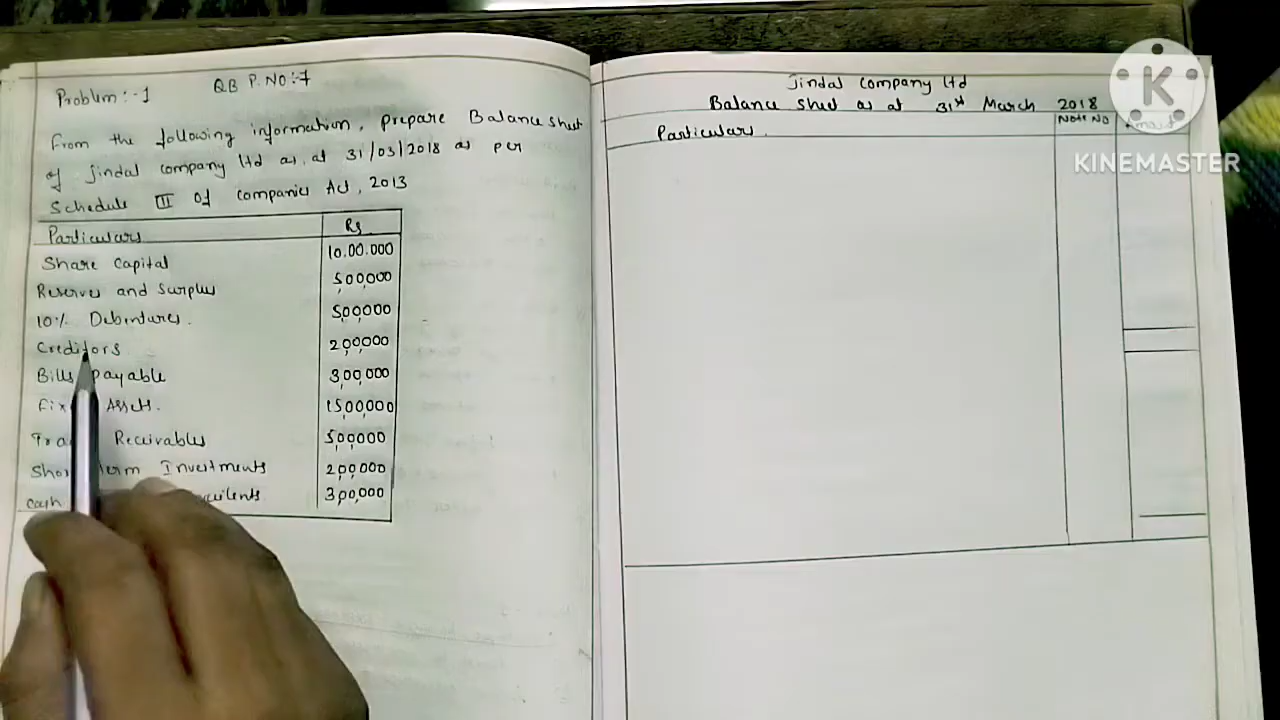 Problem :- 1 QB P. NO:- 7
From the following information, prepare Balance sheet
of Jindal company ltd as at 31/03/2018 as per
Schedule III of companies Act, 2013
Particulars Rs
Share Capital 10.00.000
Reserves and Surplus 5,00,000
10% Debentures. 5,00,000
Creditors 2,00,000
Bills payable 3,00,000
Assets. 15,00,000
Receivables 5,00,000
Investments 2,00,000
Cash 3,00,000
Jindal Company ltd
Balance sheet as at 31st March 2018
Particulars. Note NO
K
KINEMASTER